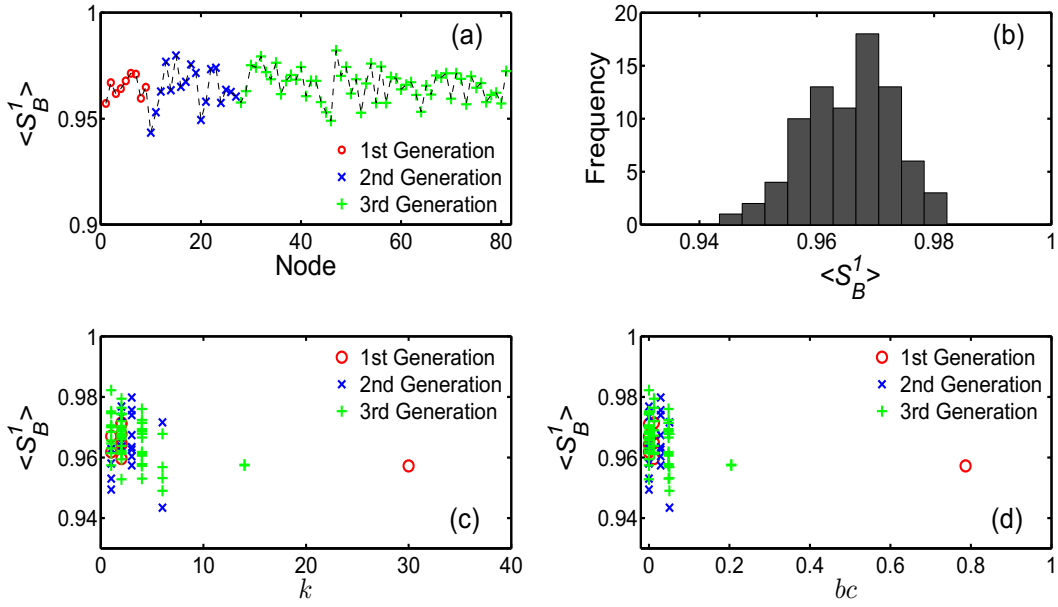 (a)
1
0.95
0.9
<S_B^1>
1st Generation
2nd Generation
3rd Generation
0 20 40 60 80
Node
(b)
20
15
10
5
0
Frequency
0.94 0.96 0.98 1
<S_B^1>
1
0.98
0.96
0.94
<S_B^1>
1st Generation
2nd Generation
3rd Generation
(c)
0 10 20 30 40
k
1
0.98
0.96
0.94
<S_B^1>
1st Generation
2nd Generation
3rd Generation
(d)
0 0.2 0.4 0.6 0.8 1
bc